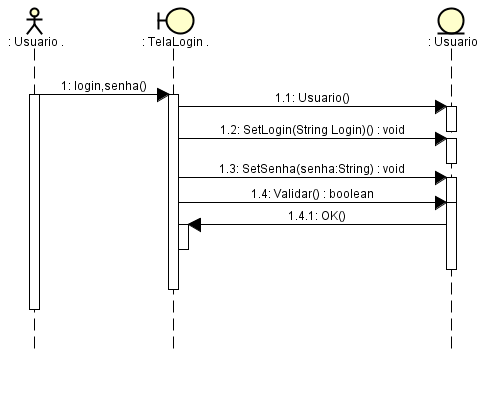 : Usuario .
: TelaLogin .
: Usuario
1: login,senha()
1.1: Usuario()
1.2: SetLogin(String Login)() : void
1.3: SetSenha(senha:String) : void
1.4: Validar() : boolean
1.4.1: OK()